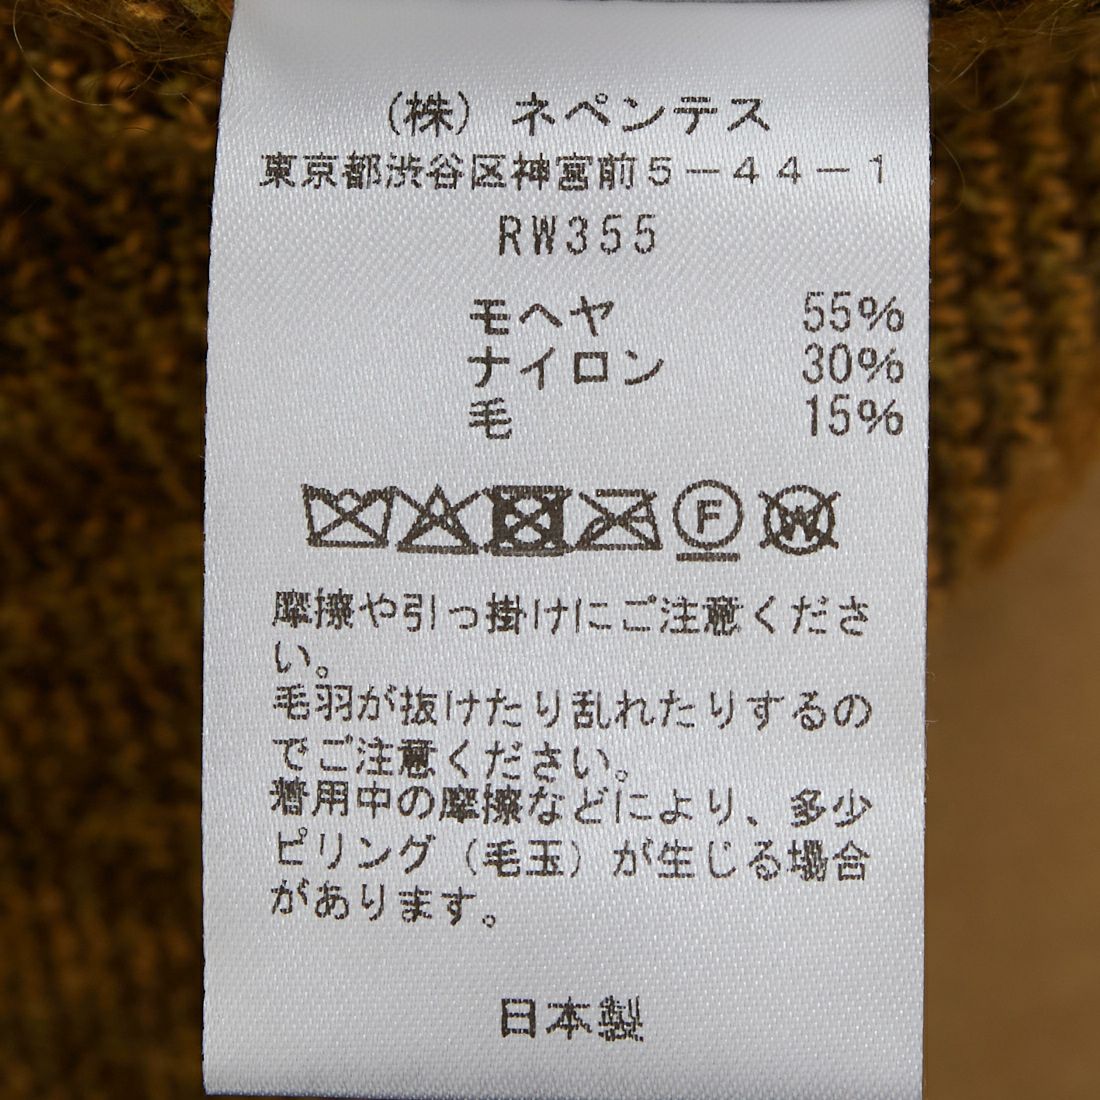 (株) ネペンテス
東京都渋谷区神宮前5-44-1
RW355
モヘヤ 55%
ナイロン 30%
毛 15%
F W
摩擦や引っ掛けにご注意くださ
い。
毛羽が抜けたり乱れたりするの
でご注意ください。
着用中の摩擦などにより、多少
ピリング(毛玉)が生じる場合
があります。
日本製